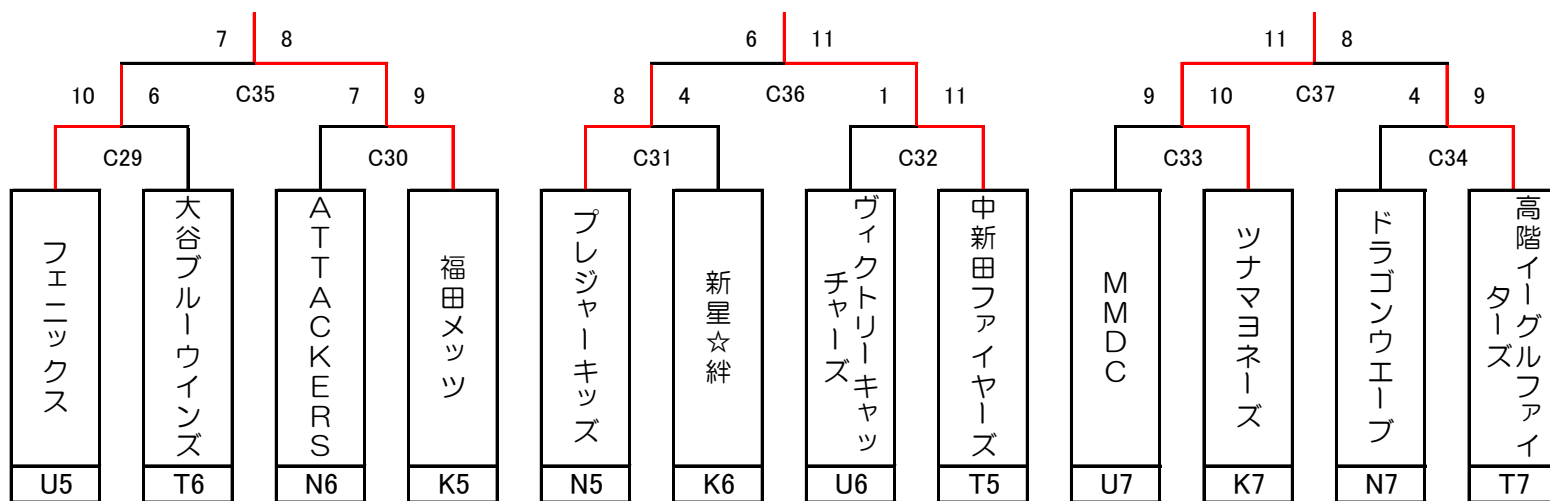 7 8 6 11 11 8
10 6 C35 7 9 8 4 C36 1 11 9 10 C37 4 9
C29 C30 C31 C32 C33 C34
フェニックス
大谷ブルーウインズ
ATTACKERS
福田メッツ
プレジャーキッズ
新星☆絆
ヴィクトリーキャッ
チャーズ
中新田ファイヤーズ
MMDC
ツナマヨネーズ
ドラゴンウエーブ
高階イーグルファイ
ターズ
U5 T6 N6 K5 N5 K6 U6 T5 U7 K7 N7 T7